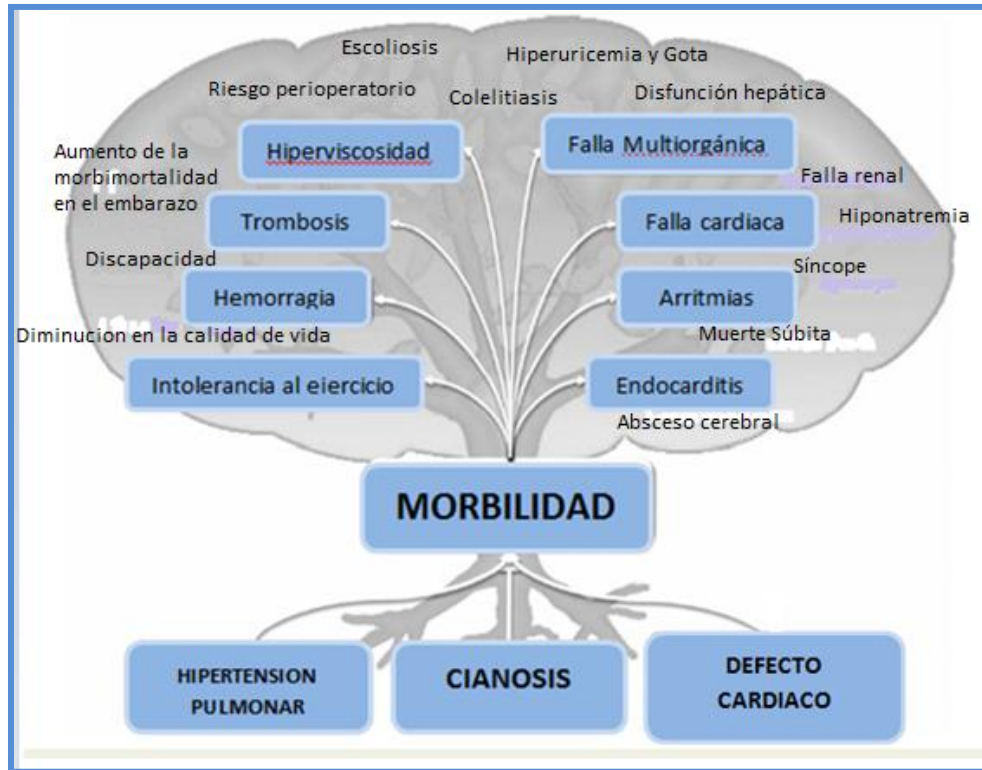 Escoliosis
Hiperuricemia y Gota
Riesgo perioperatorio
Colelitiasis
Disfunción hepática
Hiperviscosidad
Falla Multiorgánica
Aumento de la
morbimortalidad
en el embarazo
Falla renal
Trombosis
Falla cardiaca
Hiponatremia
Discapacidad
Síncope
Hemorragia
Arritmias
Diminucion en la calidad de vida
Muerte Súbita
Intolerancia al ejercicio
Endocarditis
Absceso cerebral
MORBILIDAD
HIPERTENSION
PULMONAR
CIANOSIS
DEFECTO
CARDIACO